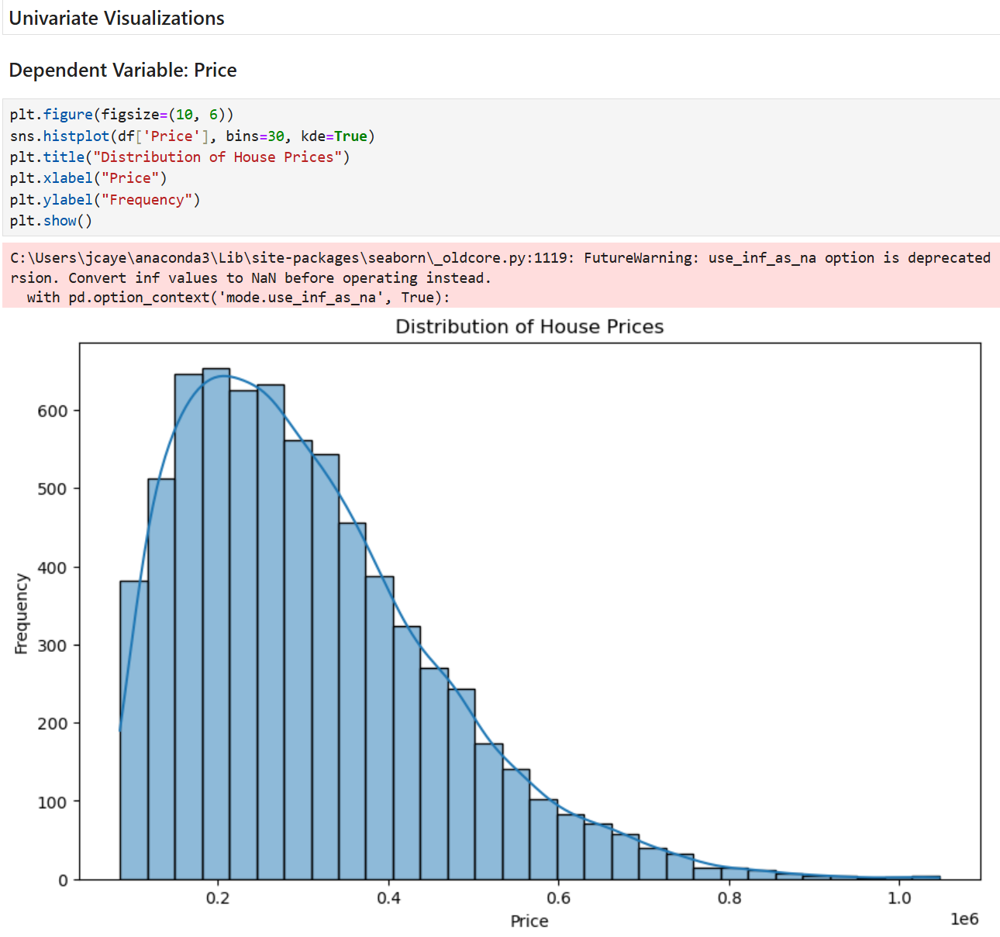 Univariate Visualizations
Dependent Variable: Price
plt.figure(figsize=(10, 6))
sns.histplot(df['Price'], bins=30, kde=True)
plt.title("Distribution of House Prices")
plt.xlabel("Price")
plt.ylabel("Frequency")
plt.show()
C:\Users\jcaye\anaconda3\Lib\site-packages\seaborn\_oldcore.py:1119: FutureWarning: use_inf_as_na option is deprecated
rsion. Convert inf values to NaN before operating instead.
  with pd.option_context('mode.use_inf_as_na', True):
Distribution of House Prices
Frequency
600
500
400
300
200
100
0
0.2 0.4 0.6 0.8 1.0
1e6
Price